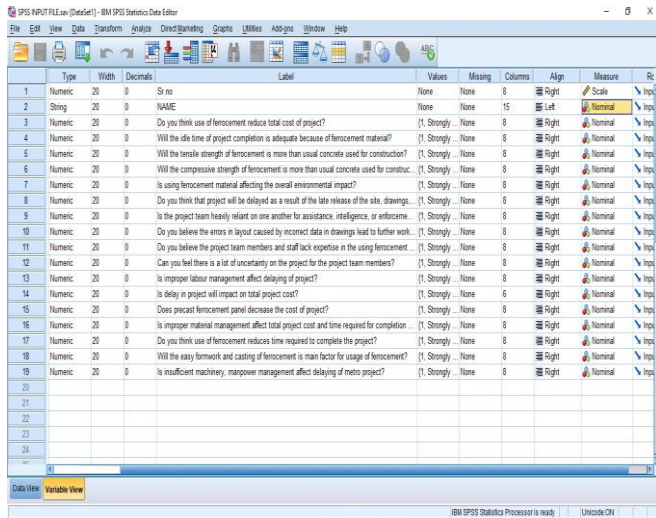 SPSS INPUT FILE.sav [DataSet1] - IBM SPSS Statistics Data Editor
File Edit View Data Transform Analyze Direct Marketing Graphs Utilities Add-ons Window Help
Type Width Decimals Label Values Missing Columns Align Measure
1 Numeric 20 0 Sr.no None None 8 Right Scale
2 String 20 0 NAME None None 15 Left Nominal
3 Numeric 20 0 Do you think use of ferrocement reduce total cost of project? {1, Strongly ... None 8 Right Nominal
4 Numeric 20 0 Will the idle time of project completion is adequate because of ferrocement material? {1, Strongly ... None 8 Right Nominal
5 Numeric 20 0 Will the tensile strength of ferrocement is more than usual concrete used for construction? {1, Strongly ... None 8 Right Nominal
6 Numeric 20 0 Will the compressive strength of ferrocement is more than usual concrete used for construc... {1, Strongly ... None 8 Right Nominal
7 Numeric 20 0 Is using ferrocement material affecting the overall environmental impact? {1, Strongly ... None 8 Right Nominal
8 Numeric 20 0 Do you think that project will be delayed as a result of the late release of the site, drawings,... {1, Strongly ... None 8 Right Nominal
9 Numeric 20 0 Is the project team heavily reliant on one another for assistance, intelligence, or enforceme... {1, Strongly ... None 8 Right Nominal
10 Numeric 20 0 Do you believe the errors in layout caused by incorrect data in drawings lead to further work... {1, Strongly ... None 8 Right Nominal
11 Numeric 20 0 Do you believe the project team members and staff lack expertise in the using ferrocement ... {1, Strongly ... None 8 Right Nominal
12 Numeric 20 0 Can you feel there is a lot of uncertainty on the project for the project team members? {1, Strongly ... None 8 Right Nominal
13 Numeric 20 0 Is improper labour management affect delaying of project? {1, Strongly ... None 8 Right Nominal
14 Numeric 20 0 Is delay in project will impact on total project cost? {1, Strongly ... None 6 Right Nominal
15 Numeric 20 0 Does precast ferrocement panel decrease the cost of project? {1, Strongly ... None 8 Right Nominal
16 Numeric 20 0 Is improper material management affect total project cost and time required for completion ... {1, Strongly ... None 8 Right Nominal
17 Numeric 20 0 Do you think use of ferrocement reduces time required to complete the project? {1, Strongly ... None 8 Right Nominal
18 Numeric 20 0 Will the easy formwork and casting of ferrocement is main factor for usage of ferrocement? {1, Strongly ... None 8 Right Nominal
19 Numeric 20 0 Is insufficient machinery, manpower management affect delaying of metro project? {1, Strongly ... None 8 Right Nominal
20
21
22
23
24
Data View Variable View
IBM SPSS Statistics Processor is ready Unicode:ON